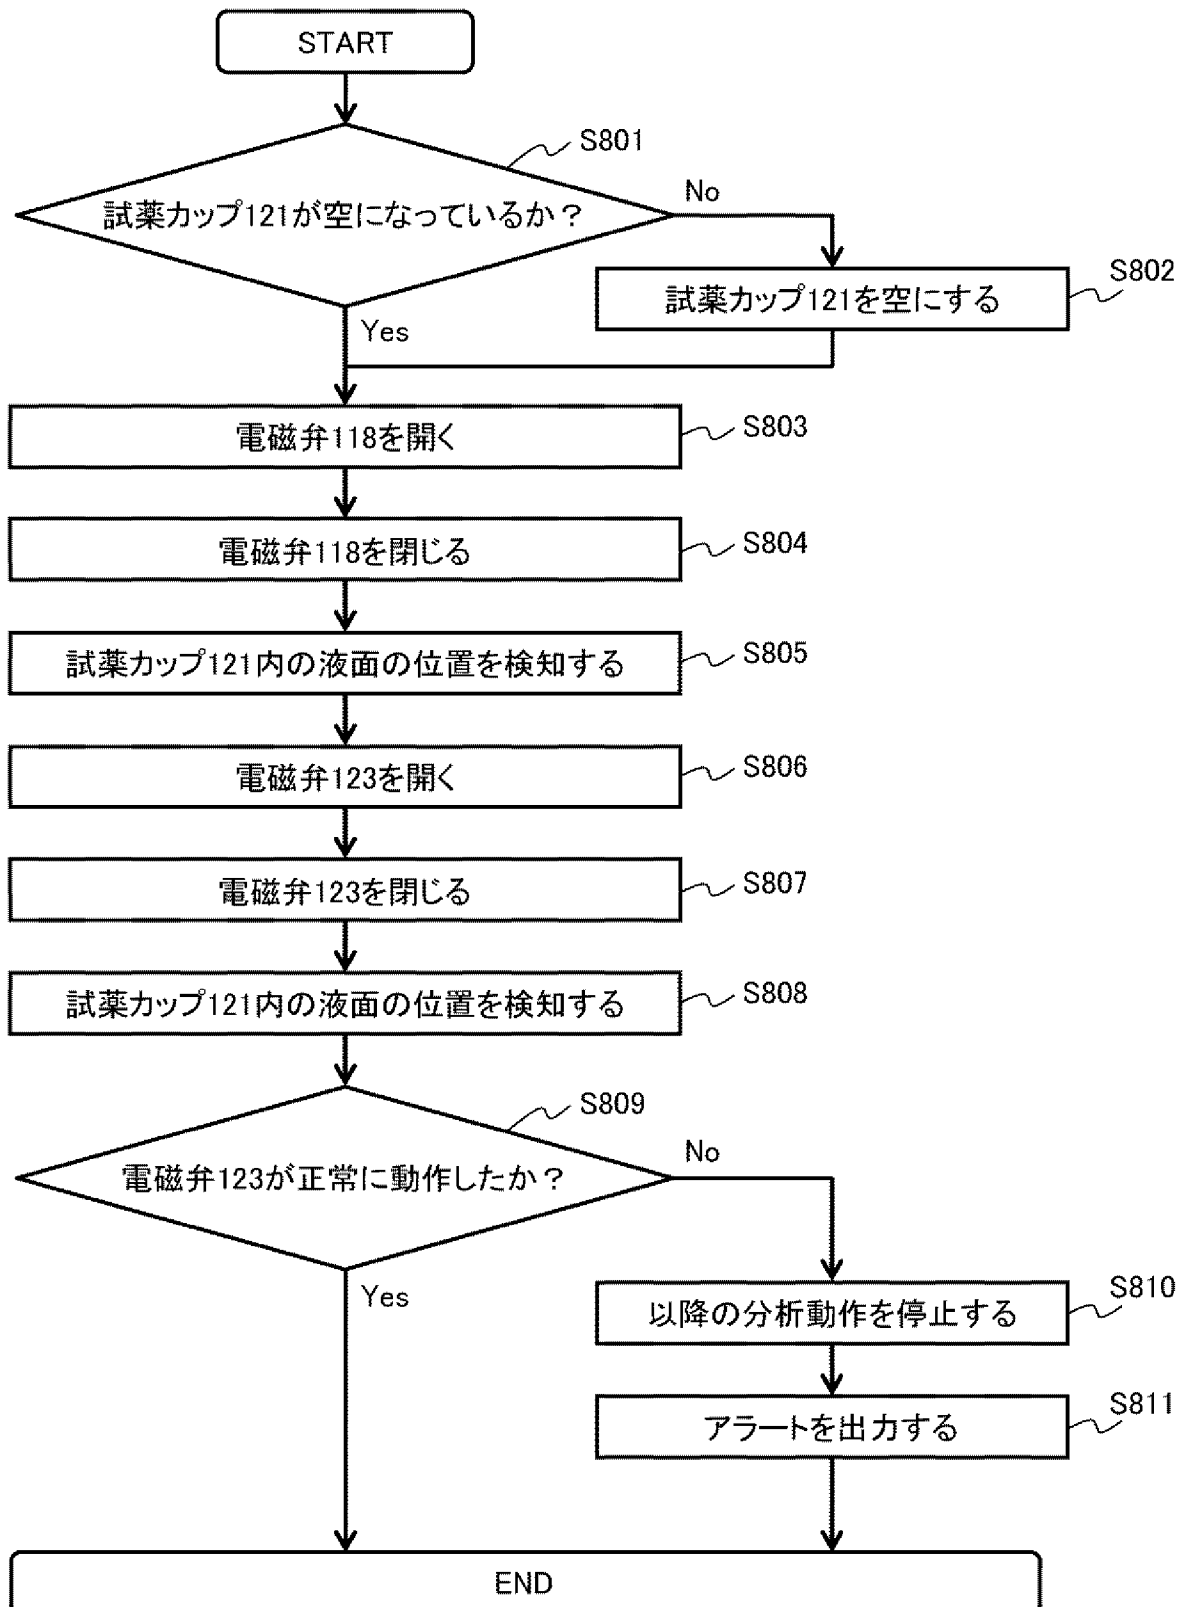 START
S801
試薬カップ121が空になっているか？
No
S802
試薬カップ121を空にする
Yes
電磁弁118を開く
S803
電磁弁118を閉じる
S804
試薬カップ121内の液面の位置を検知する
S805
電磁弁123を開く
S806
電磁弁123を閉じる
S807
試薬カップ121内の液面の位置を検知する
S808
S809
電磁弁123が正常に動作したか？
No
Yes
S810
以降の分析動作を停止する
S811
アラートを出力する
END